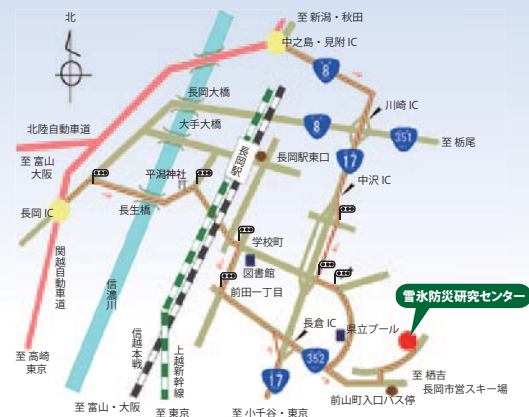 北
至 新潟・秋田
中之島・見附 IC
8
川崎 IC
長岡大橋
大手大橋
8
351
至 栃尾
北陸自動車道
17
長岡駅
長岡駅東口
至 富山
大阪
平潟神社
中沢 IC
長岡 IC
長生橋
学校町
図書館
関越自動車道
信濃川
前田一丁目
雪氷防災研究センター
長倉 IC
県立プール
信越本戦
上越新幹線
352
至 高崎
東京
17
至 栖吉
長岡市営スキー場
前山町入口バス停
至 富山・大阪
至 東京
至 小千谷・東京